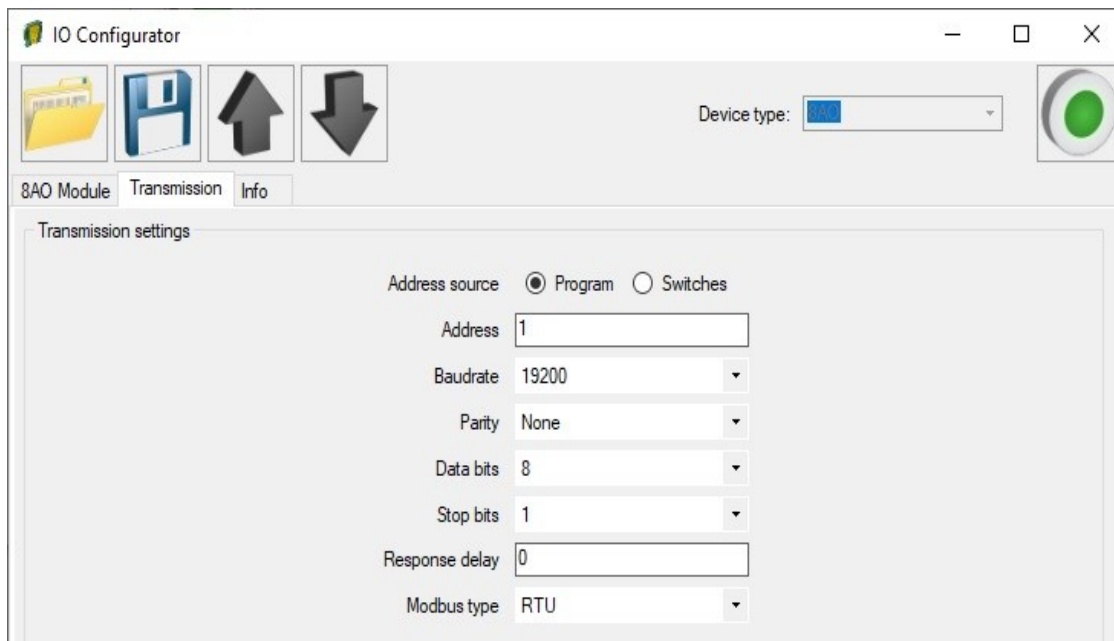 IO Configurator
Device type: 8AO
8AO Module Transmission Info
Transmission settings
Address source Program Switches
Address 1
Baudrate 19200
Parity None
Data bits 8
Stop bits 1
Response delay 0
Modbus type RTU